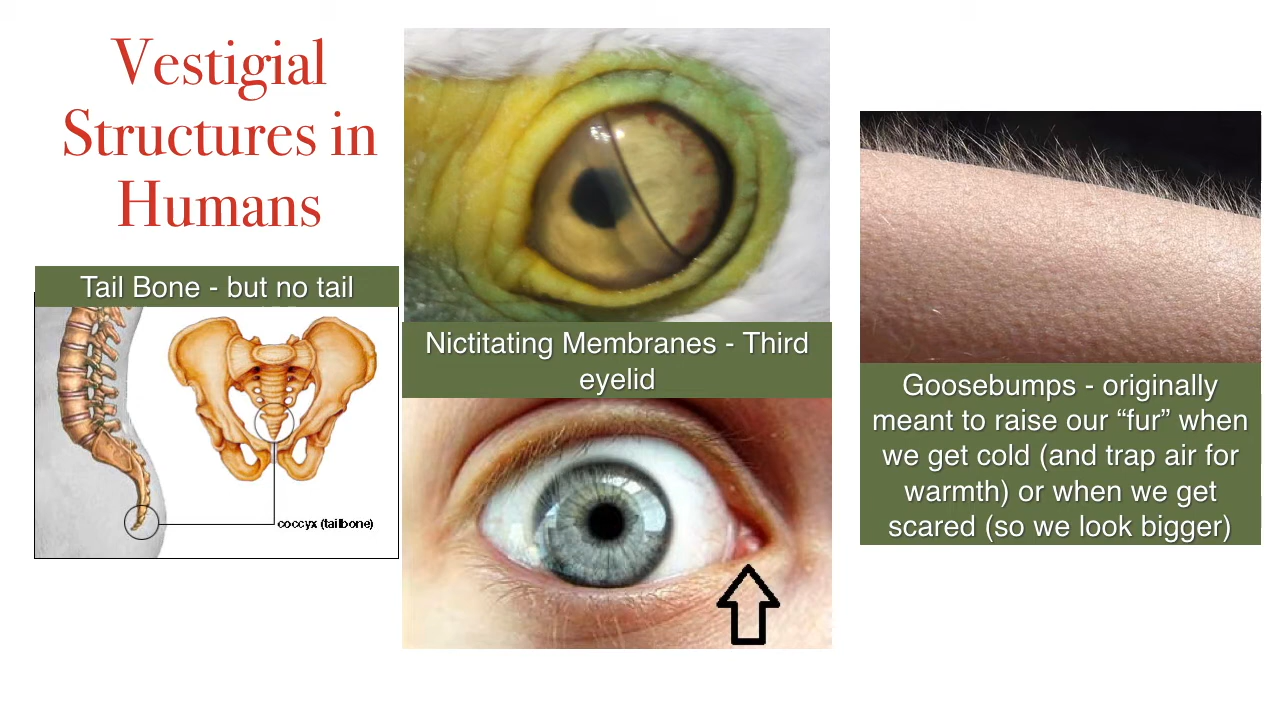 Vestigial
Structures in
Humans
Tail Bone - but no tail
coccyx (tailbone)
Nictitating Membranes - Third
eyelid
Goosebumps - originally
meant to raise our “fur” when
we get cold (and trap air for
warmth) or when we get
scared (so we look bigger)